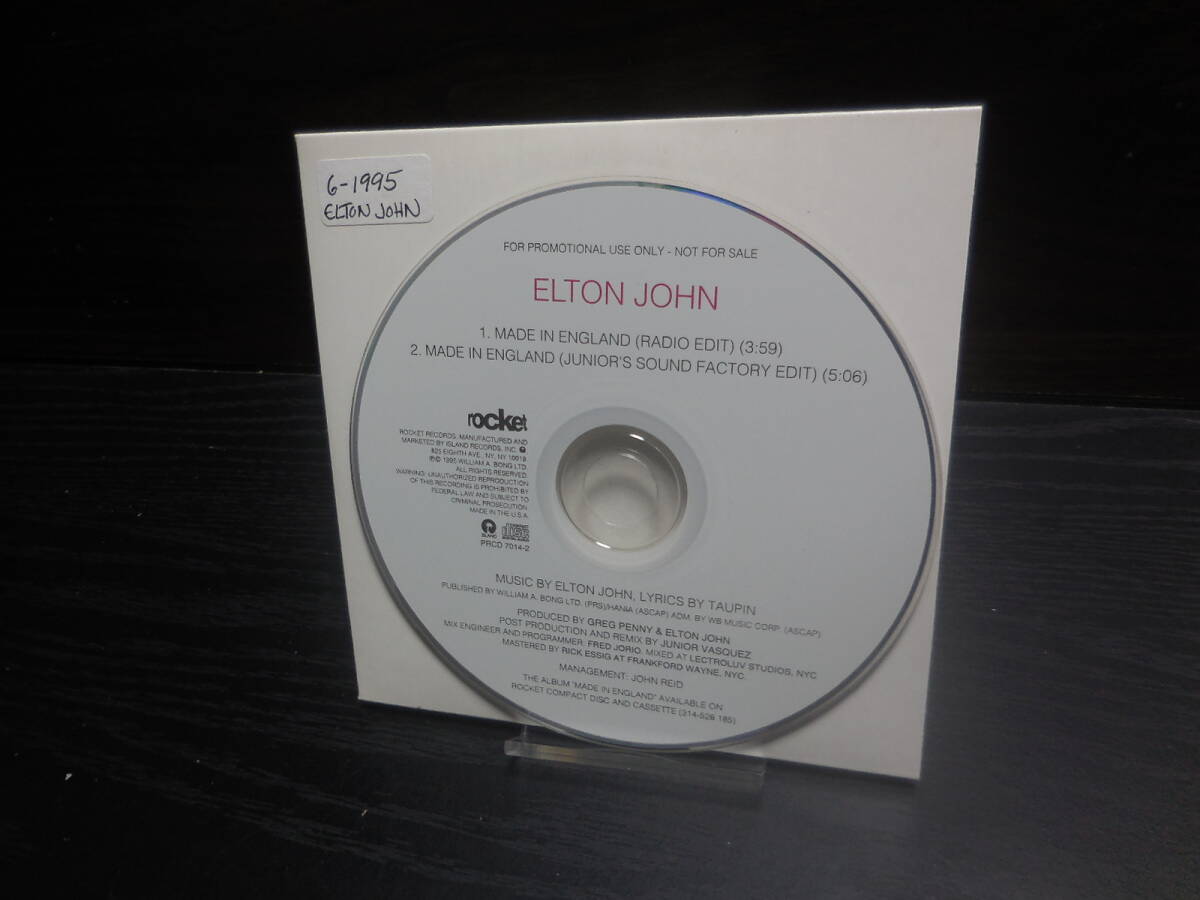 6-1995
ELTON JOHN
FOR PROMOTIONAL USE ONLY - NOT FOR SALE
ELTON JOHN
1. MADE IN ENGLAND (RADIO EDIT) (3:59)
2. MADE IN ENGLAND (JUNIOR'S SOUND FACTORY EDIT) (5:06)
rocket
ROCKET RECORDS, MANUFACTURED AND
MARKETED BY ISLAND RECORDS, INC.
825 EIGHTH AVE., NY, NY 10019
℗© 1995 WILLIAM A. BONG LTD.
ALL RIGHTS RESERVED.
WARNING: UNAUTHORIZED REPRODUCTION
OF THIS RECORDING IS PROHIBITED BY
FEDERAL LAW AND SUBJECT TO
CRIMINAL PROSECUTION.
MADE IN THE U.S.A.
ISLAND
COMPACT disc DIGITAL AUDIO
PRCD 7014-2
MUSIC BY ELTON JOHN, LYRICS BY TAUPIN
PUBLISHED BY WILLIAM A. BONG LTD. (PRS)/HANIA (ASCAP) ADM. BY WB MUSIC CORP. (ASCAP)
PRODUCED BY GREG PENNY & ELTON JOHN
POST PRODUCTION AND REMIX BY JUNIOR VASQUEZ
MIX ENGINEER AND PROGRAMMER: FRED JORIO. MIXED AT LECTROLUV STUDIOS, NYC
MASTERED BY RICK ESSIG AT FRANKFORD WAYNE, NYC.
MANAGEMENT: JOHN REID
THE ALBUM "MADE IN ENGLAND" AVAILABLE ON
ROCKET COMPACT DISC AND CASSETTE (314-526 185)